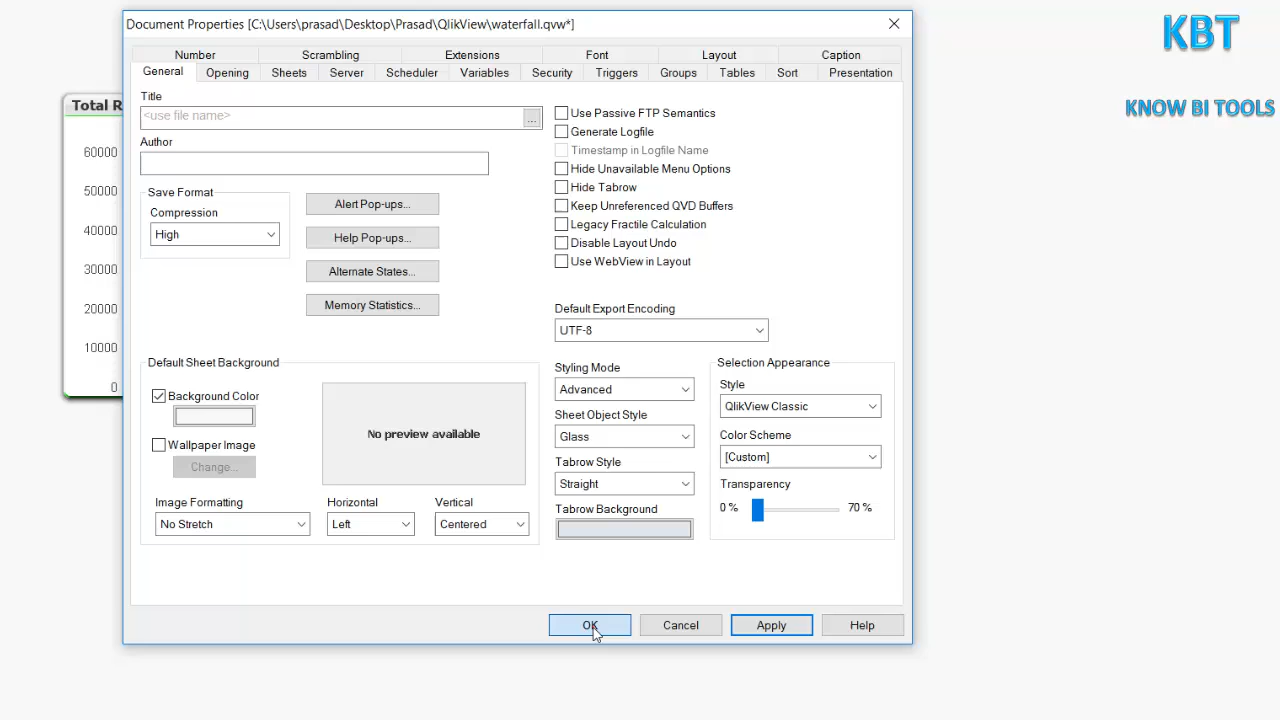 Document Properties [C:\Users\prasad\Desktop\Prasad\QlikView\waterfall.qvw*]
KBT
KNOW BI TOOLS
Number Scrambling Extensions Font Layout Caption
General Opening Sheets Server Scheduler Variables Security Triggers Groups Tables Sort Presentation
Total R
60000
50000
40000
30000
20000
10000
0
Title
<use file name>
...
Author
Save Format
Compression
High
Alert Pop-ups...
Help Pop-ups...
Alternate States...
Memory Statistics...
Use Passive FTP Semantics
Generate Logfile
Timestamp in Logfile Name
Hide Unavailable Menu Options
Hide Tabrow
Keep Unreferenced QVD Buffers
Legacy Fractile Calculation
Disable Layout Undo
Use WebView in Layout
Default Export Encoding
UTF-8
Default Sheet Background
Background Color
Wallpaper Image
Change...
No preview available
Image Formatting
No Stretch
Horizontal
Left
Vertical
Centered
Styling Mode
Advanced
Sheet Object Style
Glass
Tabrow Style
Straight
Tabrow Background
Selection Appearance
Style
QlikView Classic
Color Scheme
[Custom]
Transparency
0 % 70 %
OK Cancel Apply Help